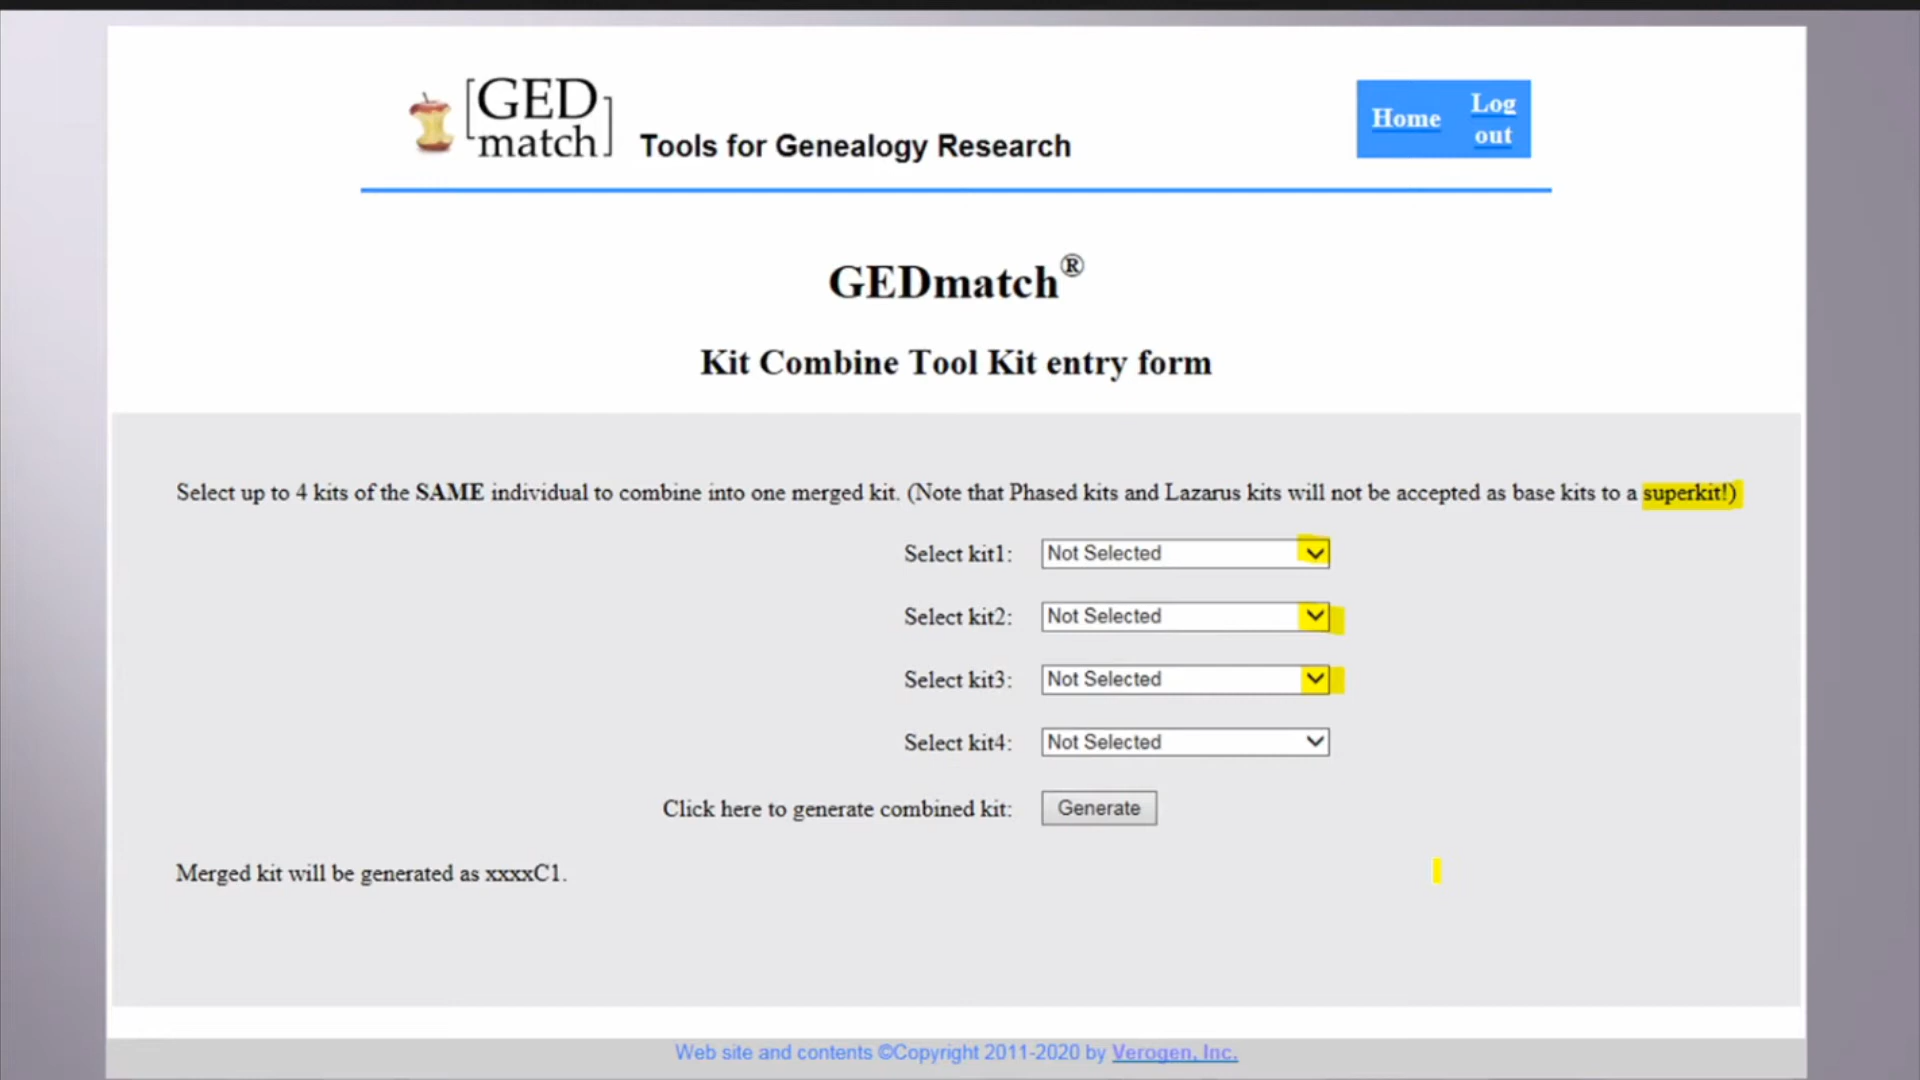 [GED
match]
Tools for Genealogy Research
Home
Log
out
GEDmatch®
Kit Combine Tool Kit entry form
Select up to 4 kits of the SAME individual to combine into one merged kit. (Note that Phased kits and Lazarus kits will not be accepted as base kits to a superkit!)
Select kit1: Not Selected
Select kit2: Not Selected
Select kit3: Not Selected
Select kit4: Not Selected
Click here to generate combined kit: Generate
Merged kit will be generated as xxxxC1.
Web site and contents ©Copyright 2011-2020 by Verogen, Inc.